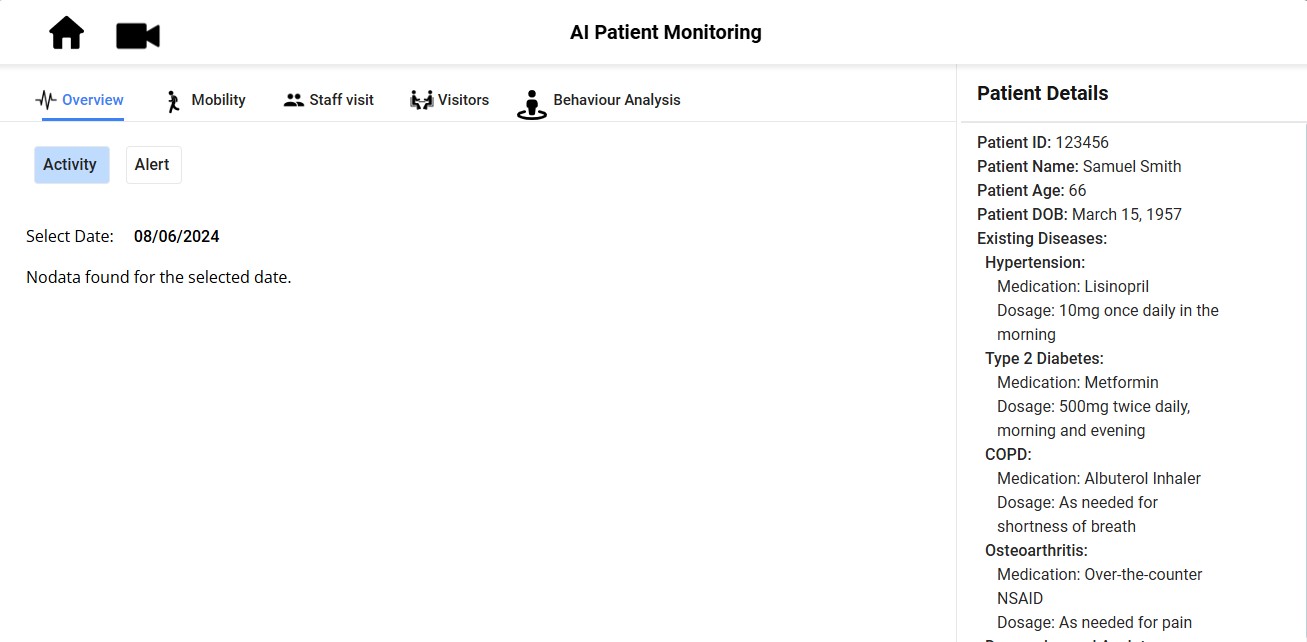 AI Patient Monitoring
Overview
Mobility
Staff visit
Visitors
Behaviour Analysis
Activity
Alert
Select Date: 08/06/2024
Nodata found for the selected date.
Patient Details
Patient ID: 123456
Patient Name: Samuel Smith
Patient Age: 66
Patient DOB: March 15, 1957
Existing Diseases:
Hypertension:
Medication: Lisinopril
Dosage: 10mg once daily in the
morning
Type 2 Diabetes:
Medication: Metformin
Dosage: 500mg twice daily,
morning and evening
COPD:
Medication: Albuterol Inhaler
Dosage: As needed for
shortness of breath
Osteoarthritis:
Medication: Over-the-counter
NSAID
Dosage: As needed for pain